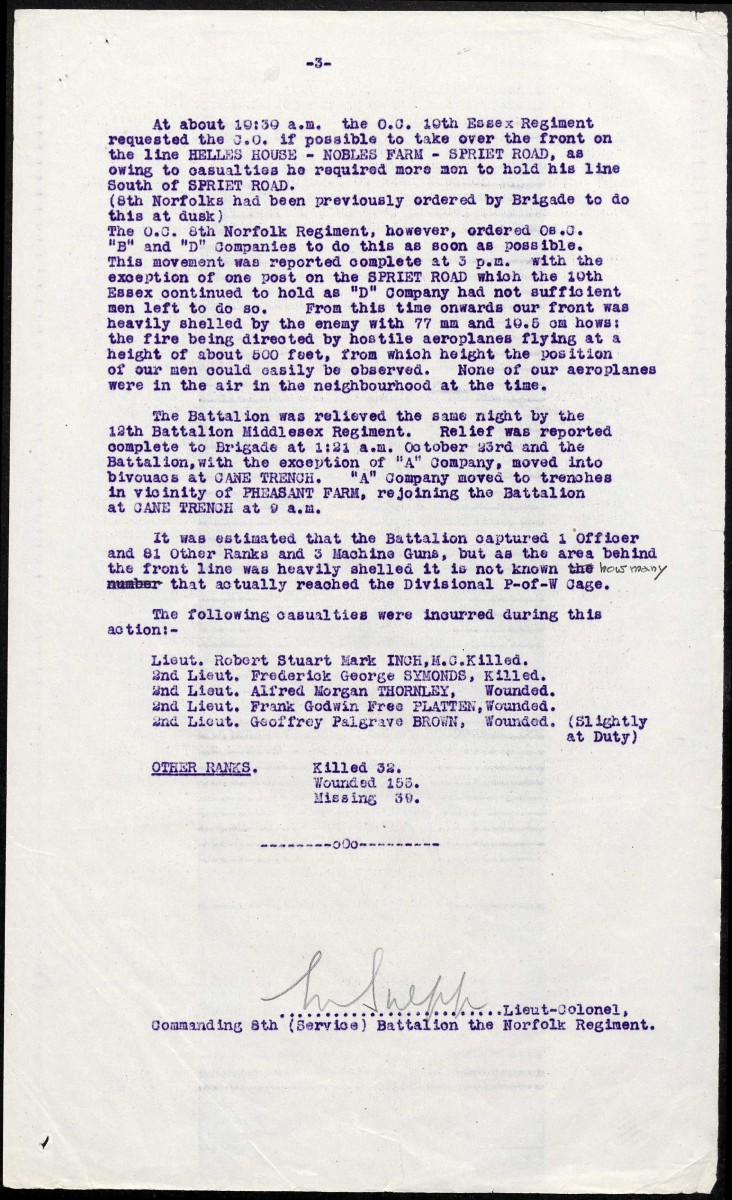 -3-
At about 10:30 a.m. the O.C. 10th Essex Regiment
requested the C.O. if possible to take over the front on
the line HELLES HOUSE - NOBLES FARM - SPRIET ROAD, as
owing to casualties he required more men to hold his line
South of SPRIET ROAD.
(8th Norfolks had been previously ordered by Brigade to do
this at dusk)
The O.C. 8th Norfolk Regiment, however, ordered Os.C.
"B" and "D" Companies to do this as soon as possible.
This movement was reported complete at 3 p.m. with the
exception of one post on the SPRIET ROAD which the 10th
Essex continued to hold as "D" Company had not sufficient
men left to do so. From this time onwards our front was
heavily shelled by the enemy with 77 mm and 10.5 cm hows:
the fire being directed by hostile aeroplanes flying at a
height of about 500 feet, from which height the position
of our men could easily be observed. None of our aeroplanes
were in the air in the neighbourhood at the time.
The Battalion was relieved the same night by the
12th Battalion Middlesex Regiment. Relief was reported
complete to Brigade at 1:21 a.m. October 23rd and the
Battalion,with the exception of "A" Company, moved into
bivouacs at CANE TRENCH. "A" Company moved to trenches
in vicinity of PHEASANT FARM, rejoining the Battalion
at CANE TRENCH at 9 a.m.
It was estimated that the Battalion captured 1 Officer
and 81 Other Ranks and 3 Machine Guns, but as the area behind
the front line was heavily shelled it is not known the how many
number that actually reached the Divisional P-of-W Cage.
The following casualties were incurred during this
action:-
Lieut. Robert Stuart Mark INCH,M.C.Killed.
2nd Lieut. Frederick George SYMONDS, Killed.
2nd Lieut. Alfred Morgan THORNLEY, Wounded.
2nd Lieut. Frank Godwin Free PLATTEN,Wounded.
2nd Lieut. Geoffrey Palgrave BROWN, Wounded. (Slightly
at Duty)
OTHER RANKS. Killed 32.
Wounded 155.
Missing 39.
--------oOo---------
.........................Lieut-Colonel,
Commanding 8th (Service) Battalion the Norfolk Regiment.